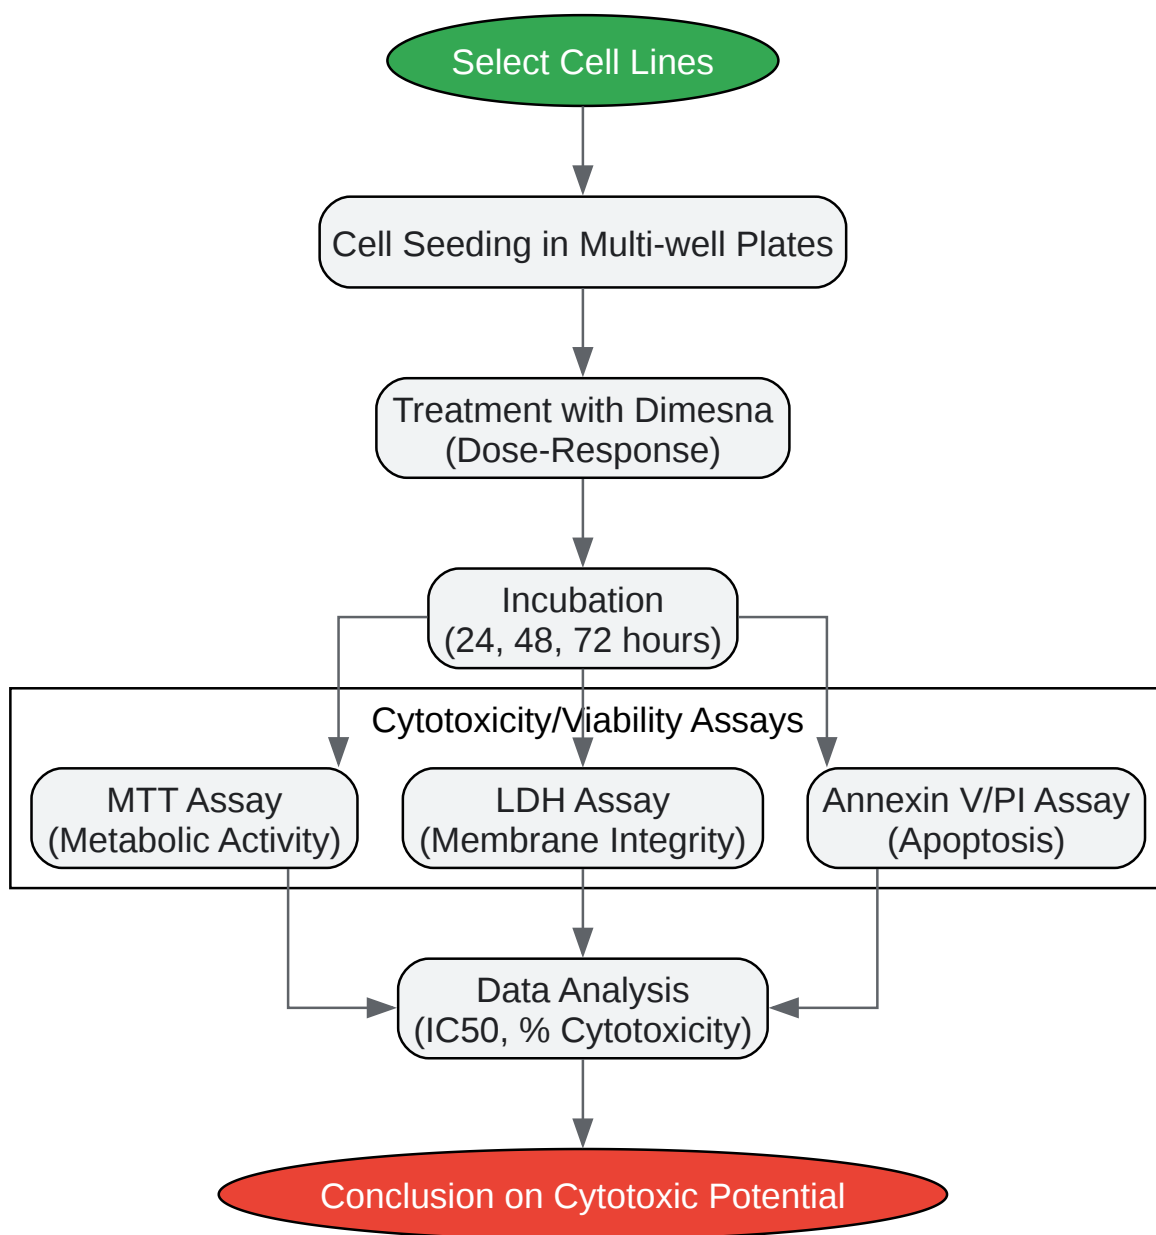 Select Cell Lines
Cell Seeding in Multi-well Plates
Treatment with Dimesna
(Dose-Response)
Incubation
(24, 48, 72 hours)
Cytotoxicity/Viability Assays
MTT Assay
(Metabolic Activity)
LDH Assay
(Membrane Integrity)
Annexin V/PI Assay
(Apoptosis)
Data Analysis
(IC50, % Cytotoxicity)
Conclusion on Cytotoxic Potential